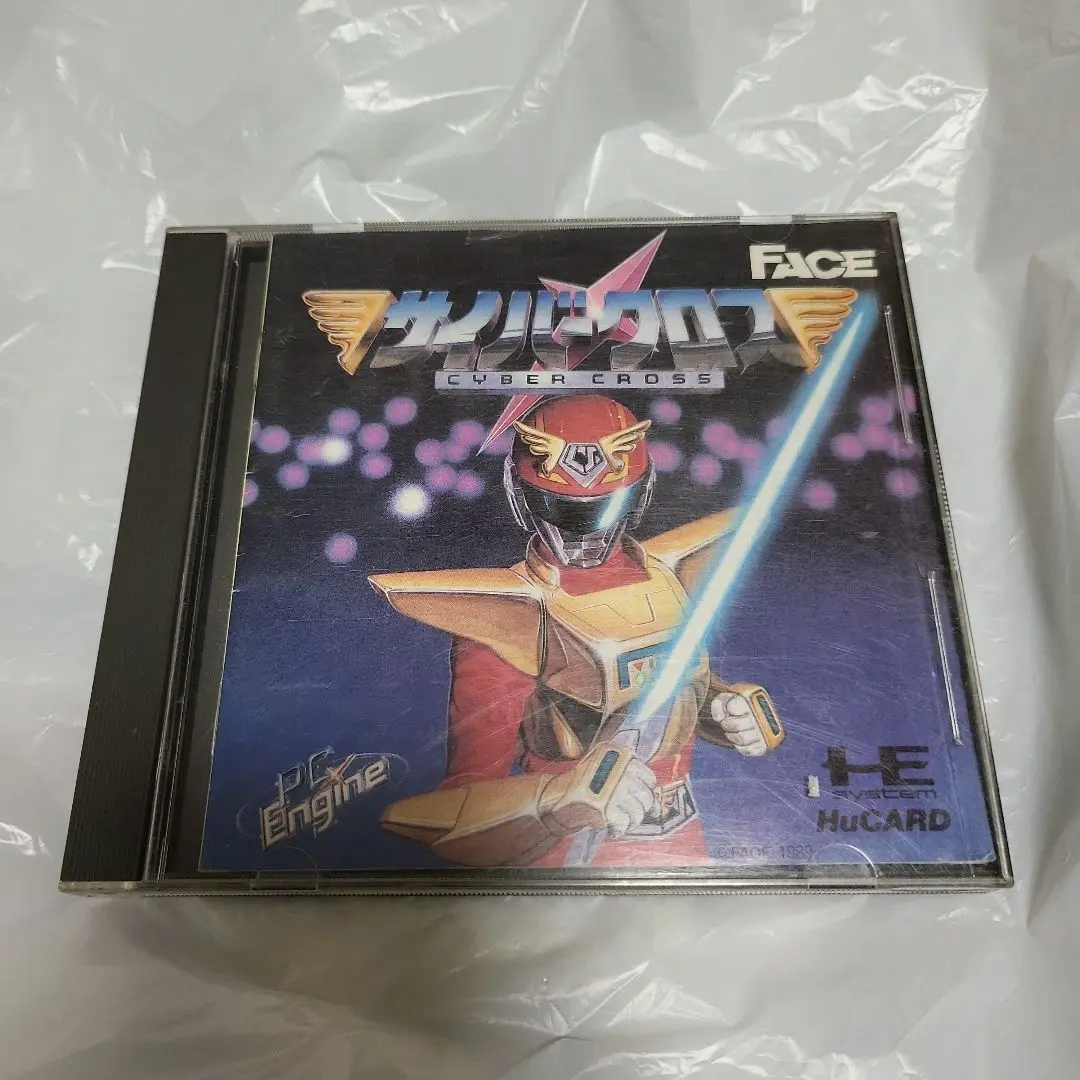 FACE
サイバークロス
CYBER CROSS
PC Engine
HE
system
HuCARD
© FACE 1989